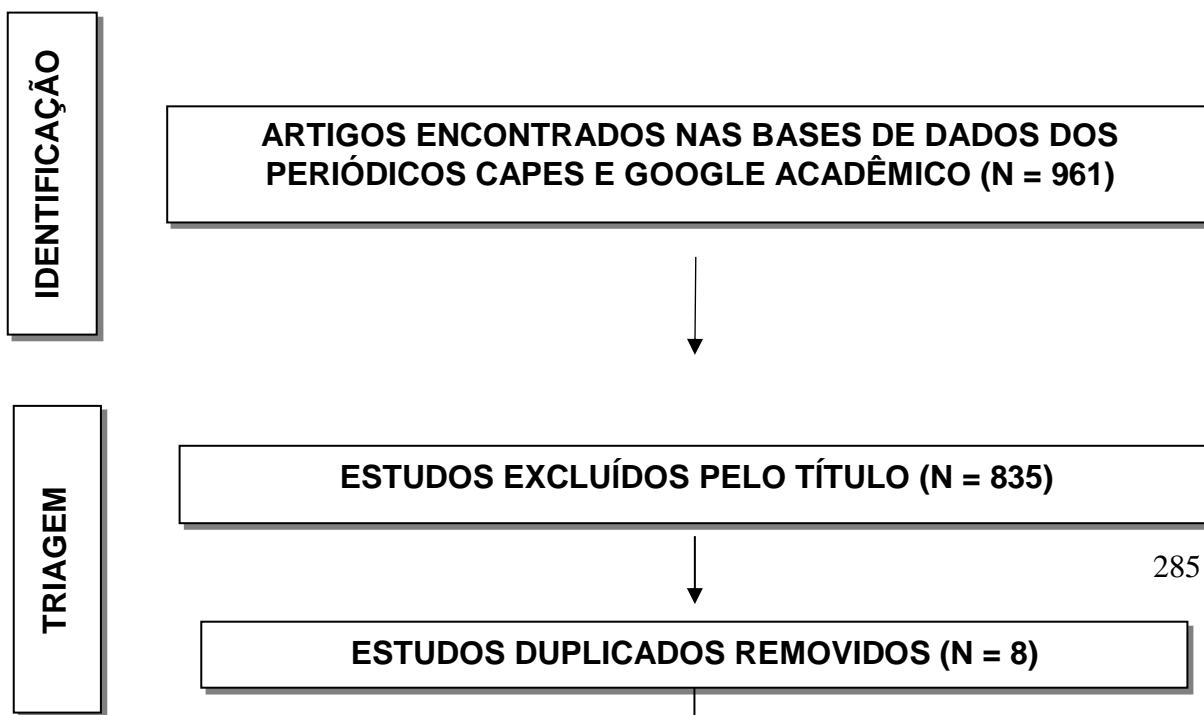 IDENTIFICAÇÃO
ARTIGOS ENCONTRADOS NAS BASES DE DADOS DOS
PERIÓDICOS CAPES E GOOGLE ACADÊMICO (N = 961)
TRIAGEM
ESTUDOS EXCLUÍDOS PELO TÍTULO (N = 835)
285
ESTUDOS DUPLICADOS REMOVIDOS (N = 8)